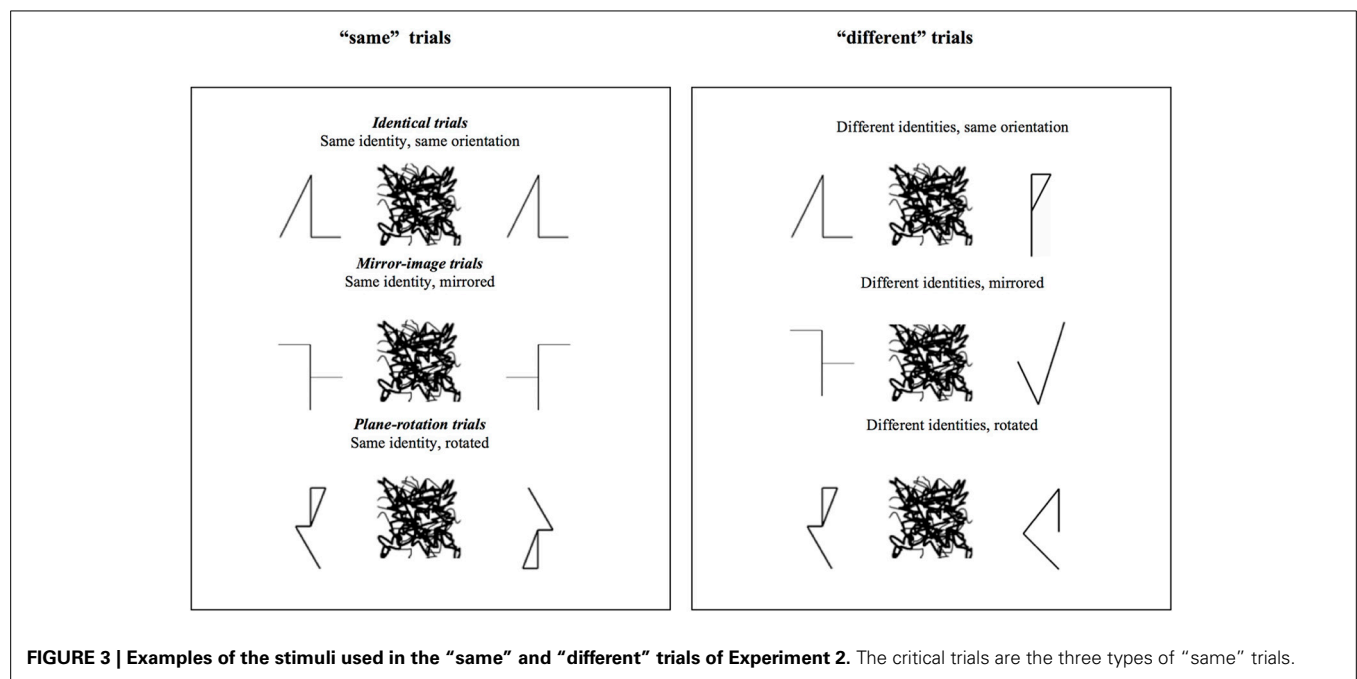 “same” trials
“different” trials
Identical trials
Same identity, same orientation
Mirror-image trials
Same identity, mirrored
Plane-rotation trials
Same identity, rotated
Different identities, same orientation
Different identities, mirrored
Different identities, rotated
FIGURE 3 | Examples of the stimuli used in the “same” and “different” trials of Experiment 2. The critical trials are the three types of “same” trials.